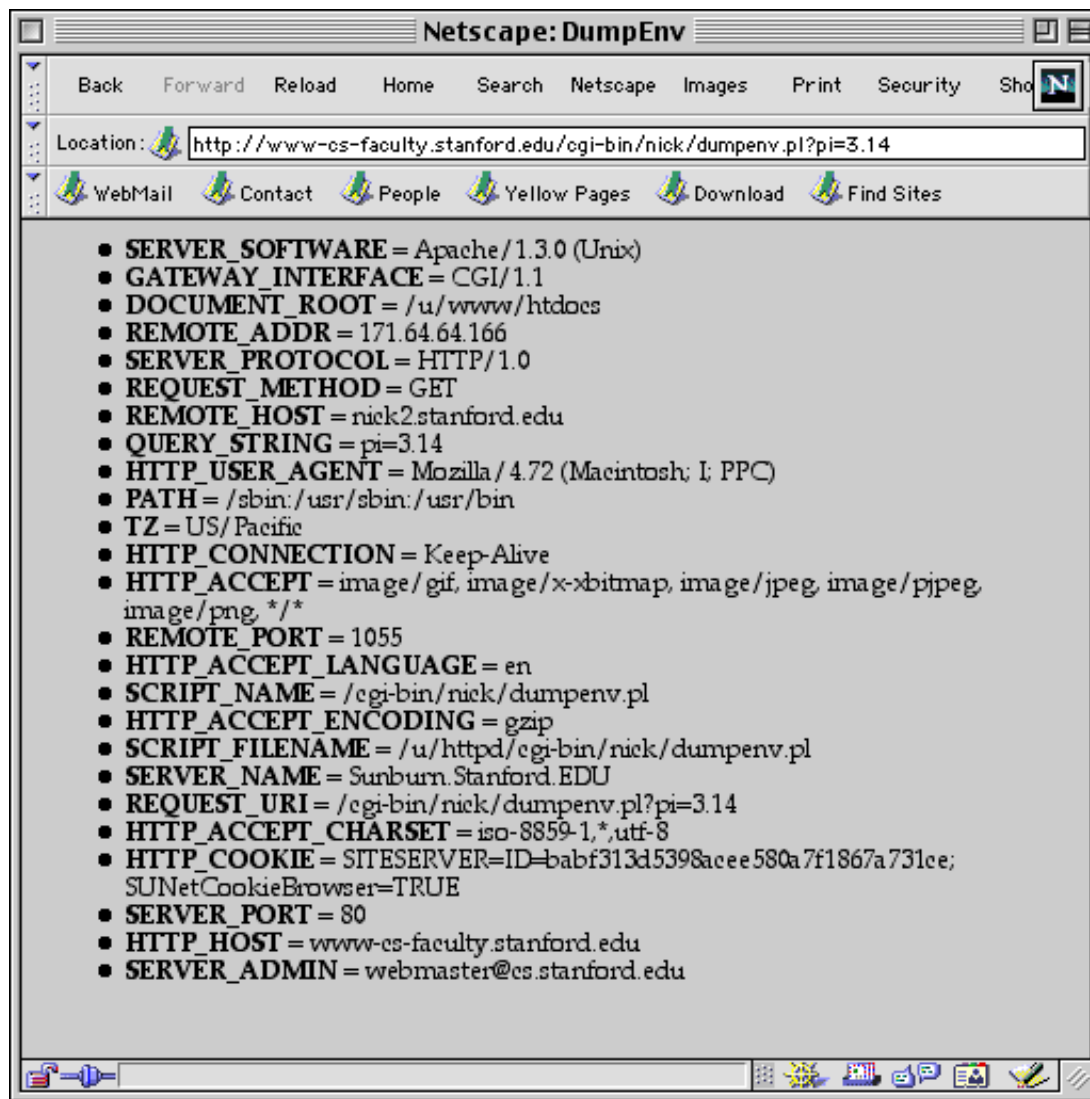 Netscape: DumpEnv
Back Forward Reload Home Search Netscape Images Print Security Sho N
Location: http://www-cs-faculty.stanford.edu/cgi-bin/nick/dumpenv.pl?pi=3.14
WebMail Contact People Yellow Pages Download Find Sites
• SERVER_SOFTWARE = Apache/1.3.0 (Unix)
• GATEWAY_INTERFACE = CGI/1.1
• DOCUMENT_ROOT = /u/www/htdocs
• REMOTE_ADDR = 171.64.64.166
• SERVER_PROTOCOL = HTTP/1.0
• REQUEST_METHOD = GET
• REMOTE_HOST = nick2.stanford.edu
• QUERY_STRING = pi=3.14
• HTTP_USER_AGENT = Mozilla/4.72 (Macintosh; I; PPC)
• PATH = /sbin:/usr/sbin:/usr/bin
• TZ = US/Pacific
• HTTP_CONNECTION = Keep-Alive
• HTTP_ACCEPT = image/gif, image/x-xbitmap, image/jpeg, image/pjpeg,
image/png, */*
• REMOTE_PORT = 1055
• HTTP_ACCEPT_LANGUAGE = en
• SCRIPT_NAME = /cgi-bin/nick/dumpenv.pl
• HTTP_ACCEPT_ENCODING = gzip
• SCRIPT_FILENAME = /u/httpd/cgi-bin/nick/dumpenv.pl
• SERVER_NAME = Sunburn.Stanford.EDU
• REQUEST_URI = /cgi-bin/nick/dumpenv.pl?pi=3.14
• HTTP_ACCEPT_CHARSET = iso-8859-1,*,utf-8
• HTTP_COOKIE = SITESERVER=ID=babf313d5398acee580a7f1867a731ce;
SUNetCookieBrowser=TRUE
• SERVER_PORT = 80
• HTTP_HOST = www-cs-faculty.stanford.edu
• SERVER_ADMIN = webmaster@cs.stanford.edu